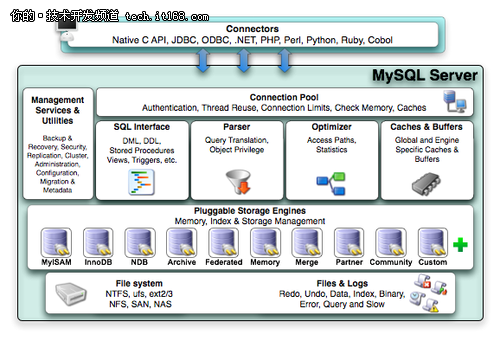 你的·技术开发频道 tech.it168.com
Connectors
Native C API, JDBC, ODBC, .NET, PHP, Perl, Python, Ruby, Cobol
MySQL Server
Management
Services &
Utilities
Backup &
Recovery, Security,
Replication, Cluster,
Administration,
Configuration,
Migration &
Metadata
Connection Pool
Authentication, Thread Reuse, Connection Limits, Check Memory, Caches
SQL Interface
DML, DDL,
Stored Procedures
Views, Triggers, etc.
Parser
Query Translation,
Object Privilege
Optimizer
Access Paths,
Statistics
Caches & Buffers
Global and Engine
Specific Caches &
Buffers
Pluggable Storage Engines
Memory, Index & Storage Management
MyISAM
InnoDB
NDB
Archive
Federated
Memory
Merge
Partner
Community
Custom
File system
NTFS, ufs, ext2/3
NFS, SAN, NAS
Files & Logs
Redo, Undo, Data, Index, Binary,
Error, Query and Slow